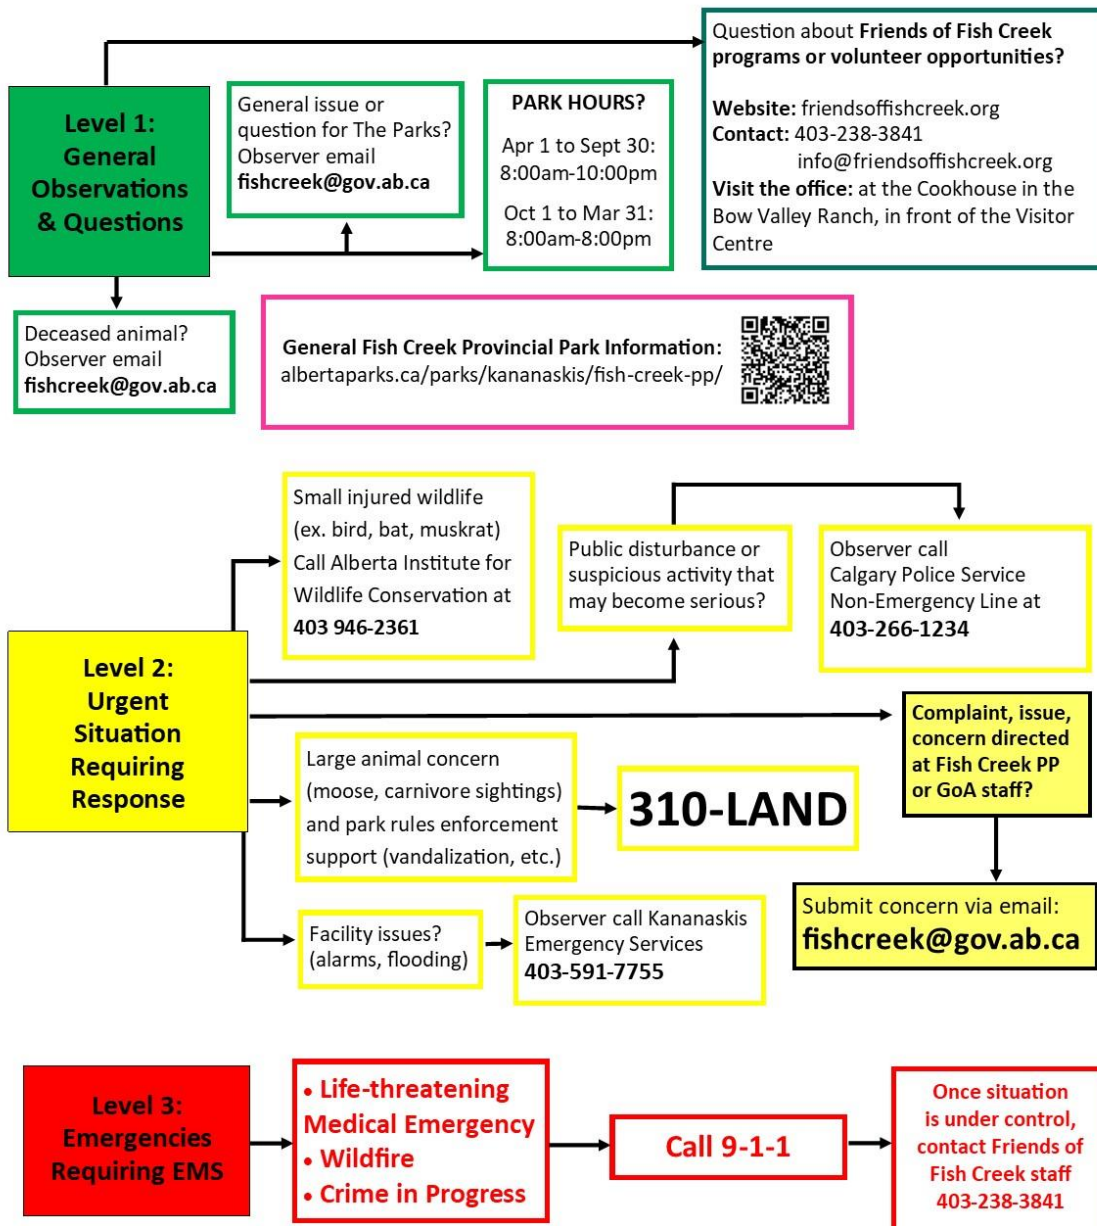 Level 1:
General
Observations
& Questions
General issue or
question for The Parks?
Observer email
fishcreek@gov.ab.ca
PARK HOURS?
Apr 1 to Sept 30:
8:00am-10:00pm
Oct 1 to Mar 31:
8:00am-8:00pm
Question about Friends of Fish Creek
programs or volunteer opportunities?
Website: friendsoffishcreek.org
Contact: 403-238-3841
info@friendsoffishcreek.org
Visit the office: at the Cookhouse in the
Bow Valley Ranch, in front of the Visitor
Centre
Deceased animal?
Observer email
fishcreek@gov.ab.ca
General Fish Creek Provincial Park Information:
albertaparks.ca/parks/kananaskis/fish-creek-pp/
Level 2:
Urgent
Situation
Requiring
Response
Small injured wildlife
(ex. bird, bat, muskrat)
Call Alberta Institute for
Wildlife Conservation at
403 946-2361
Public disturbance or
suspicious activity that
may become serious?
Observer call
Calgary Police Service
Non-Emergency Line at
403-266-1234
Complaint, issue,
concern directed
at Fish Creek PP
or GoA staff?
Submit concern via email:
fishcreek@gov.ab.ca
Large animal concern
(moose, carnivore sightings)
and park rules enforcement
support (vandalization, etc.)
310-LAND
Facility issues?
(alarms, flooding)
Observer call Kananaskis
Emergency Services
403-591-7755
Level 3:
Emergencies
Requiring EMS
• Life-threatening
Medical Emergency
• Wildfire
• Crime in Progress
Call 9-1-1
Once situation
is under control,
contact Friends of
Fish Creek staff
403-238-3841